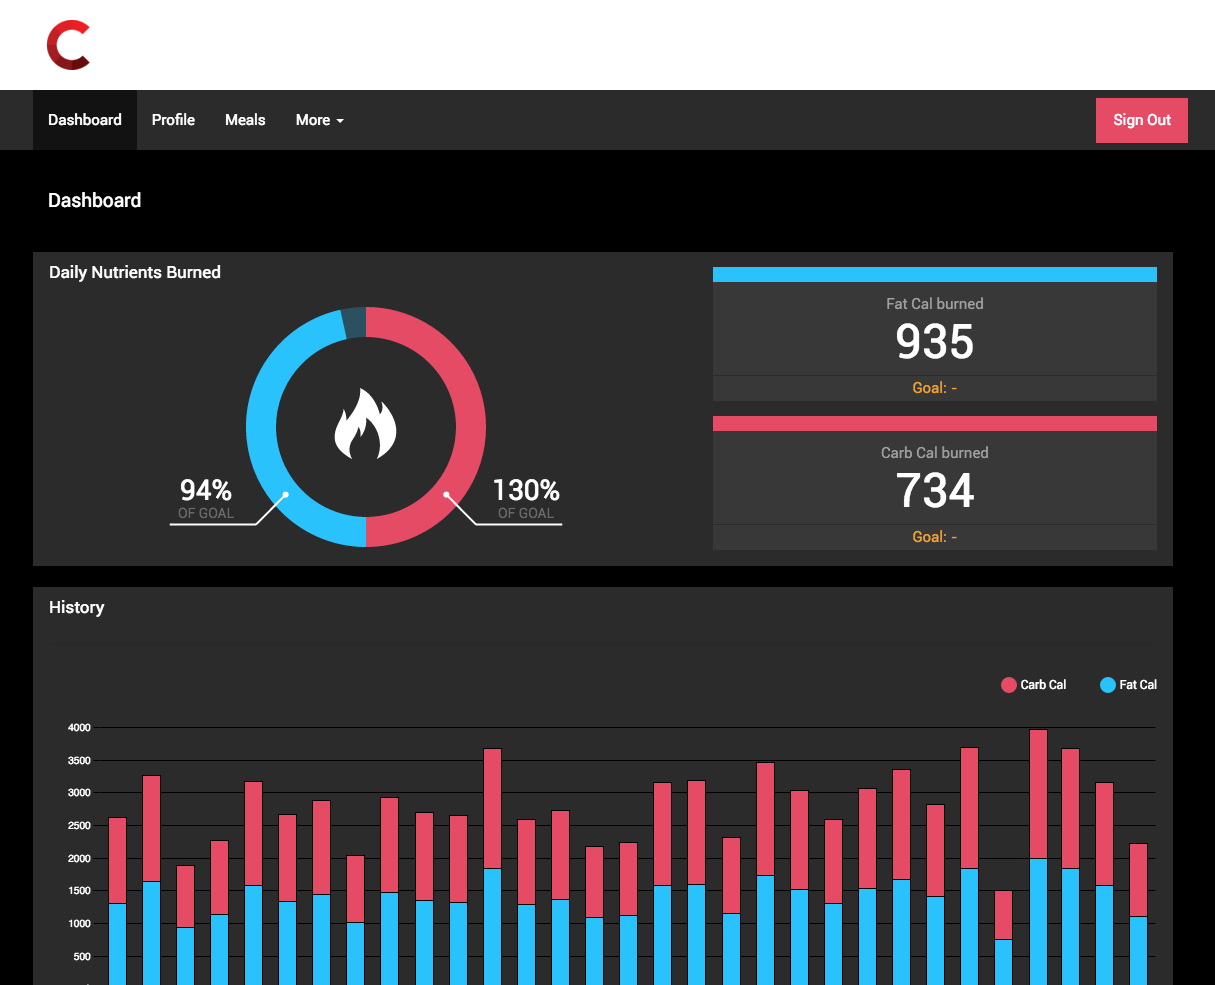 Dashboard Profile Meals More Sign Out
Dashboard
Daily Nutrients Burned
Fat Cal burned
935
Goal: -
94%
OF GOAL
130%
OF GOAL
Carb Cal burned
734
Goal: -
History
Carb Cal Fat Cal
4000
3500
3000
2500
2000
1500
1000
500